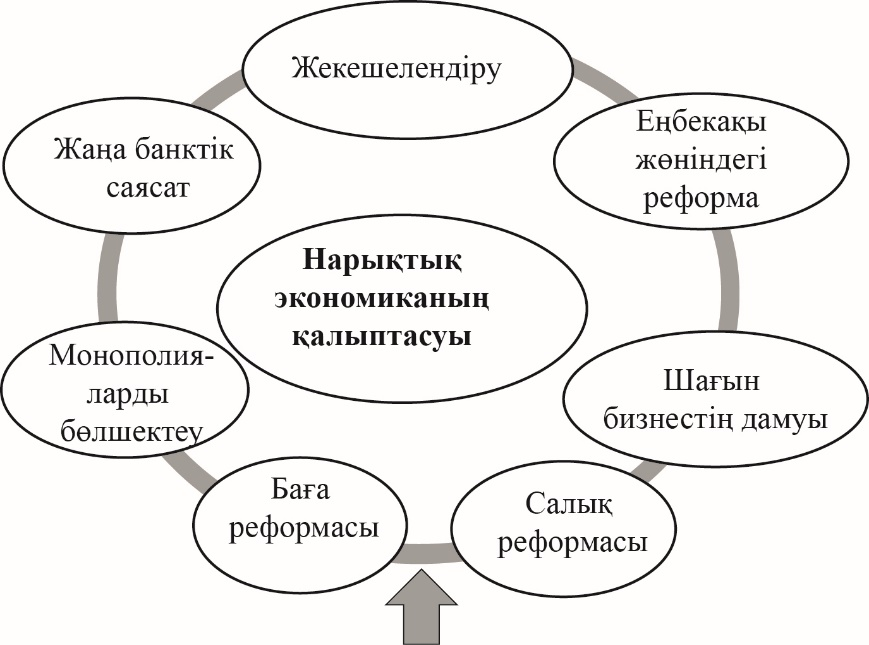 Жекешелендіру
Еңбекақы
жөніндегі
реформа
Жаңа банктік
саясат
Нарықтық
экономиканың
қалыптасуы
Монополия-
ларды
бөлшектеу
Шағын
бизнестің дамуы
Баға
реформасы
Салық
реформасы